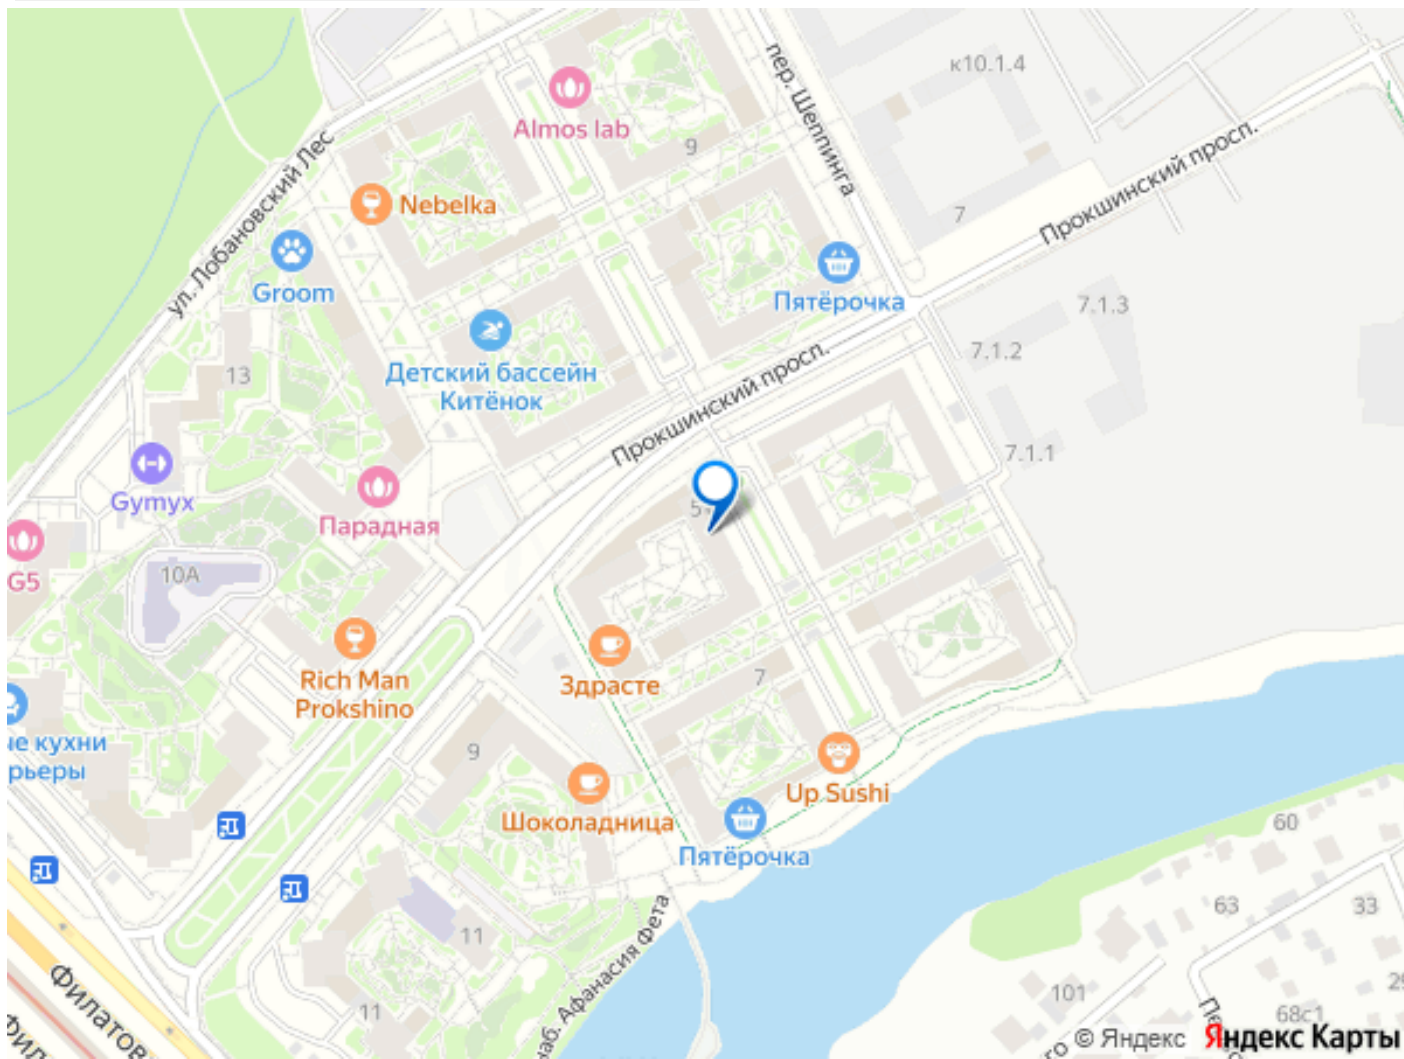 пер. Шеппинга
к10.1.4
Almos lab
9
ул. Лобановский Лес
Nebelka
7
Прокшинский просп.
Groom
Пятёрочка
7.1.3
7.1.2
Детский бассейн
Китёнок
13
Прокшинский просп.
7.1.1
Gymyx
Парадная
G5
10А
Rich Man
Prokshino
Здрасте
7
ые кухни
рьеры
9
Up Sushi
Шоколадница
Пятёрочка
60
63
33
11
наб. Афанасия Фета
11
101
68с1
© Яндекс
Яндекс Карты